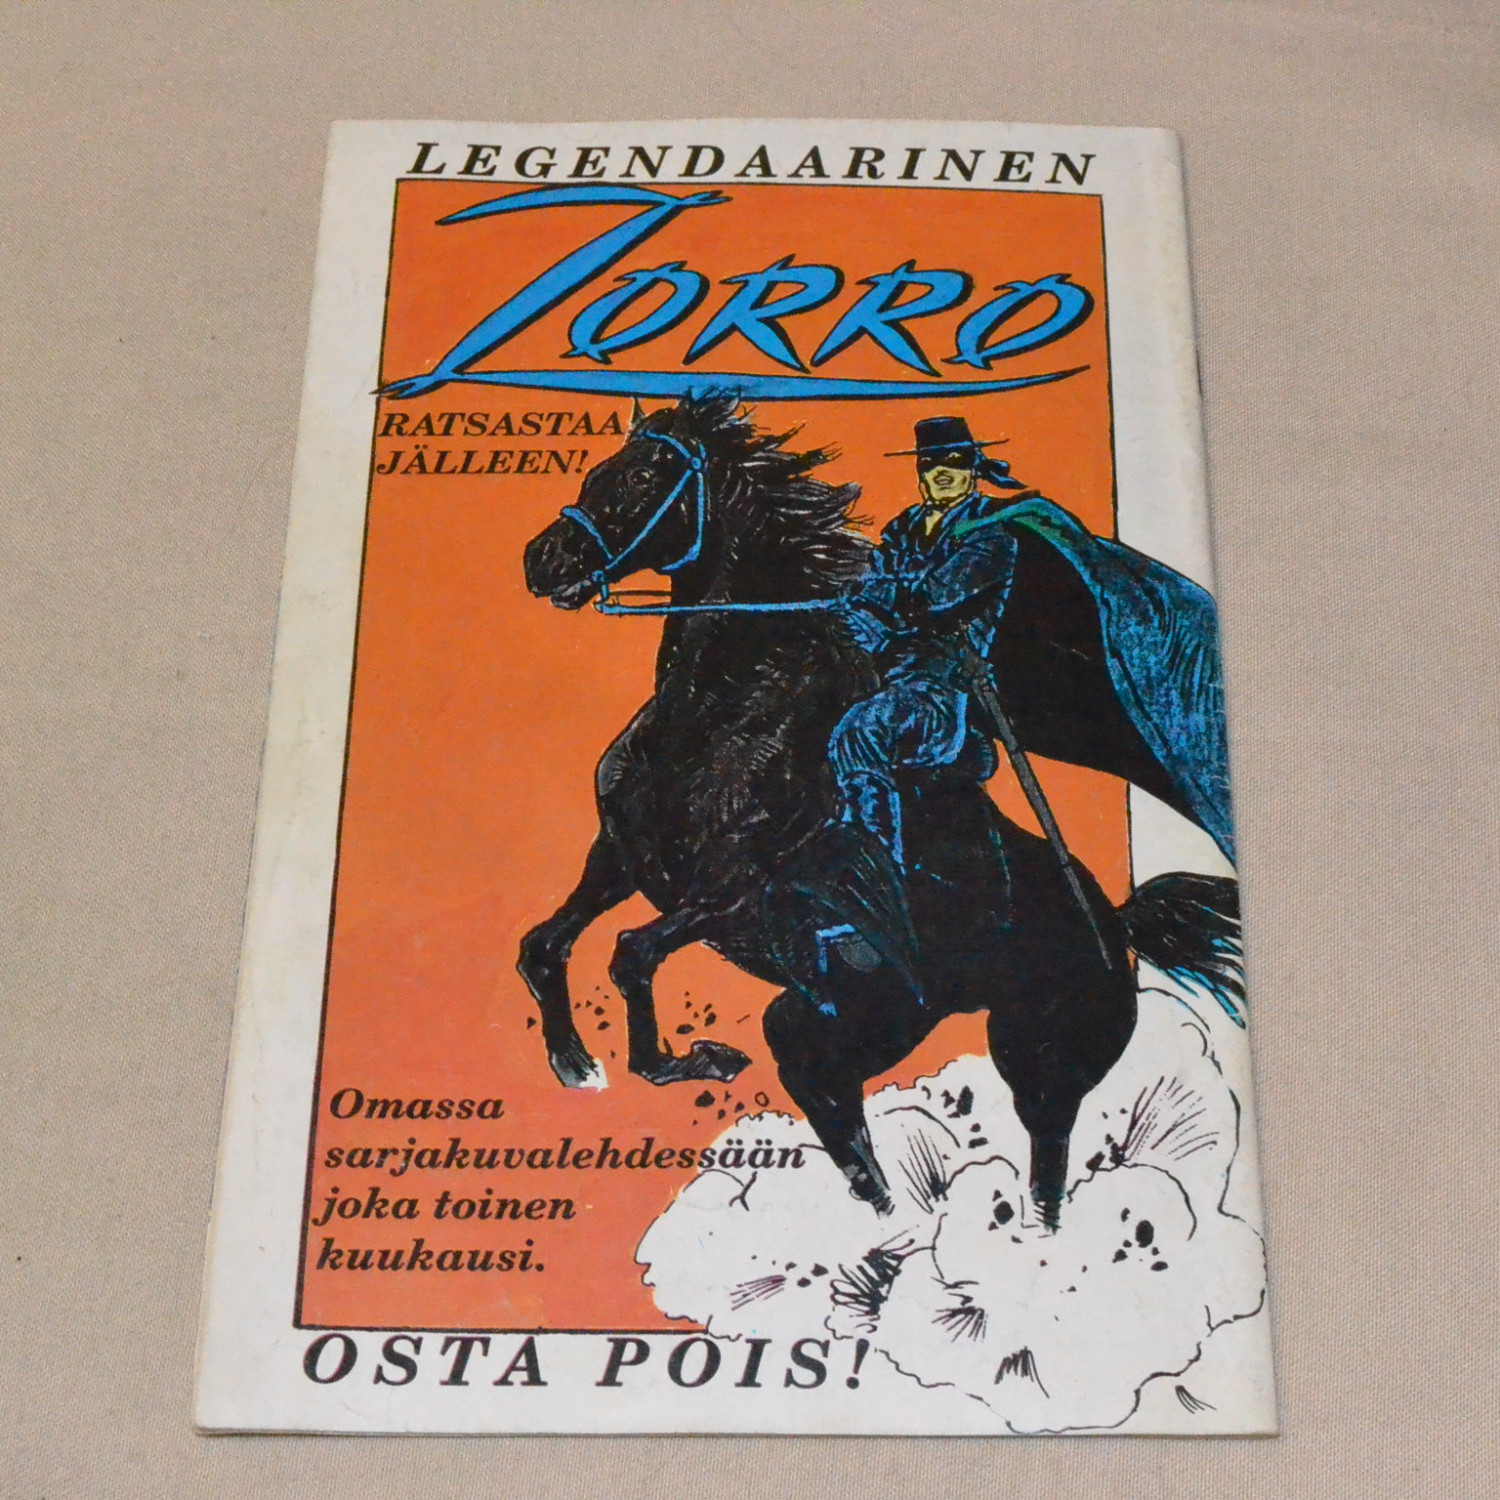 LEGENDAARINEN
ZORRO
RATSASTAA
JÄLLEEN!
Omassa
sarjakuvalehdessään
joka toinen
kuukausi.
OSTA POIS!